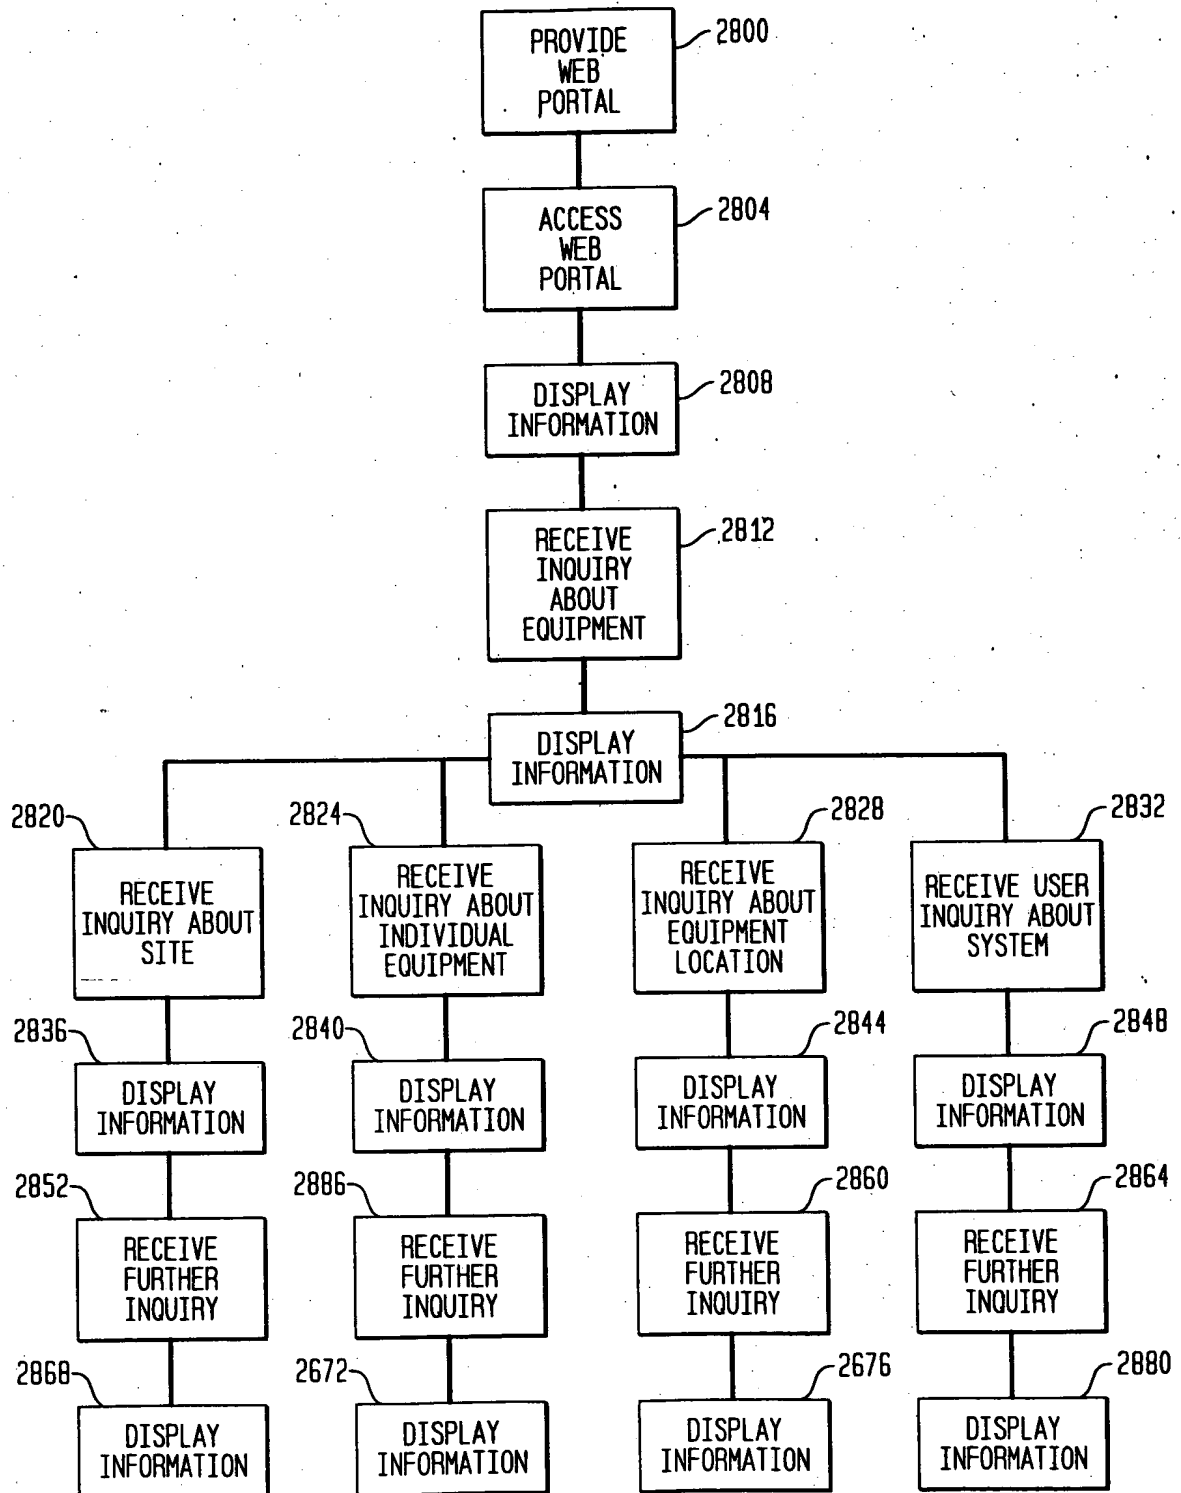 PROVIDE
WEB
PORTAL
2800
ACCESS
WEB
PORTAL
2804
DISPLAY
INFORMATION
2808
RECEIVE
INQUIRY
ABOUT
EQUIPMENT
2812
DISPLAY
INFORMATION
2816
2820
RECEIVE
INQUIRY ABOUT
SITE
2824
RECEIVE
INQUIRY ABOUT
INDIVIDUAL
EQUIPMENT
2828
RECEIVE
INQUIRY ABOUT
EQUIPMENT
LOCATION
2832
RECEIVE USER
INQUIRY ABOUT
SYSTEM
2836
DISPLAY
INFORMATION
2840
DISPLAY
INFORMATION
2844
DISPLAY
INFORMATION
2848
DISPLAY
INFORMATION
2852
RECEIVE
FURTHER
INQUIRY
2886
RECEIVE
FURTHER
INQUIRY
2860
RECEIVE
FURTHER
INQUIRY
2864
RECEIVE
FURTHER
INQUIRY
2868
DISPLAY
INFORMATION
2672
DISPLAY
INFORMATION
2676
DISPLAY
INFORMATION
2880
DISPLAY
INFORMATION